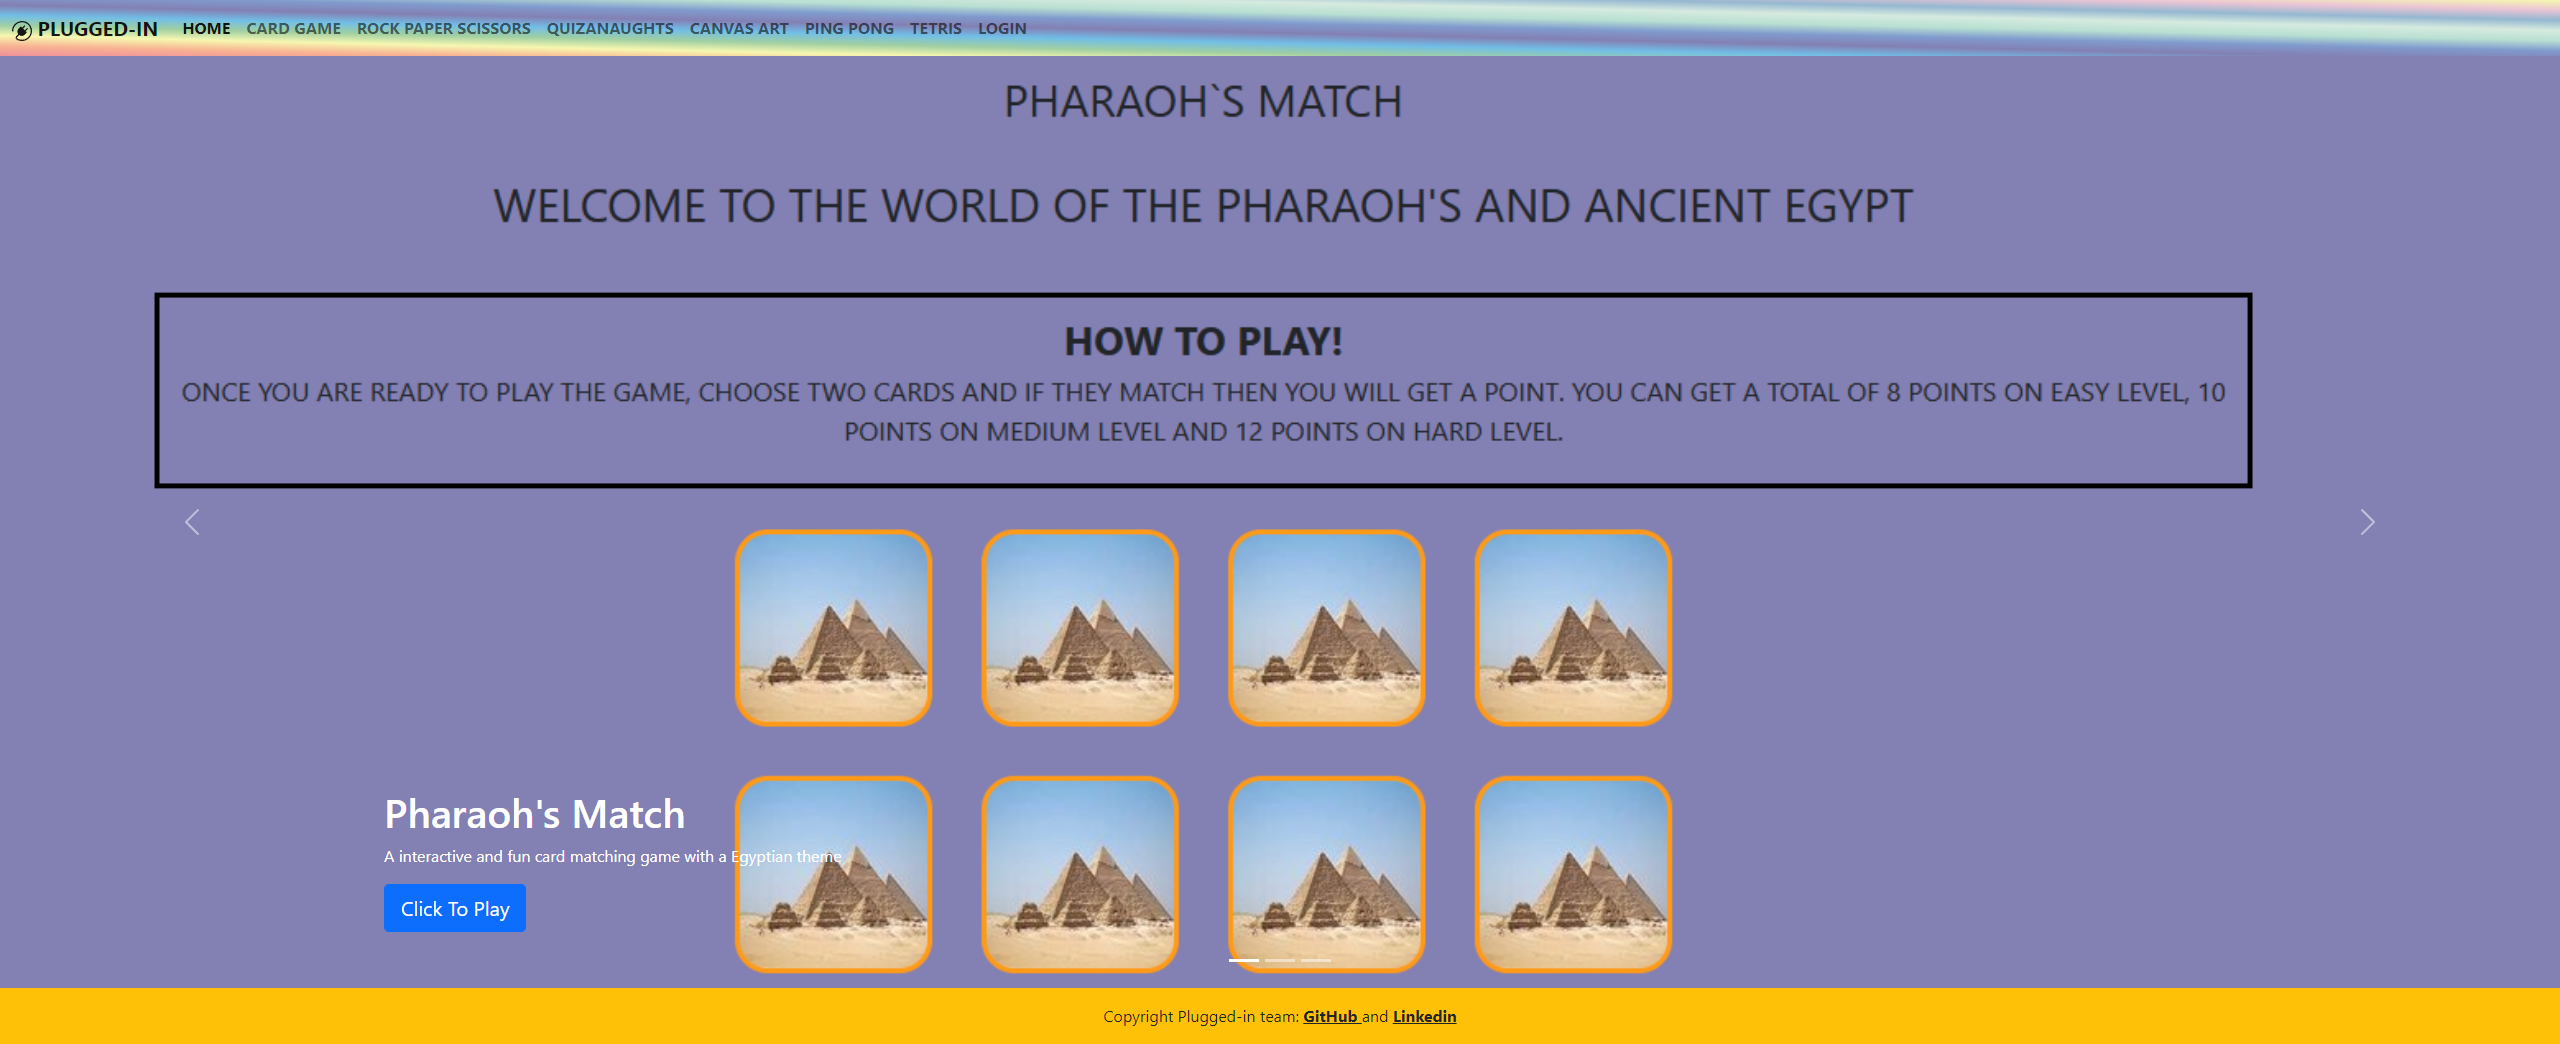 PLUGGED-IN HOME CARD GAME ROCK PAPER SCISSORS QUIZANAUGHTS CANVAS ART PING PONG TETRIS LOGIN
PHARAOH`S MATCH
WELCOME TO THE WORLD OF THE PHARAOH'S AND ANCIENT EGYPT
HOW TO PLAY!
ONCE YOU ARE READY TO PLAY THE GAME, CHOOSE TWO CARDS AND IF THEY MATCH THEN YOU WILL GET A POINT. YOU CAN GET A TOTAL OF 8 POINTS ON EASY LEVEL, 10
POINTS ON MEDIUM LEVEL AND 12 POINTS ON HARD LEVEL.
Pharaoh's Match
A interactive and fun card matching game with a Egyptian theme
Click To Play
Copyright Plugged-in team: GitHub and Linkedin